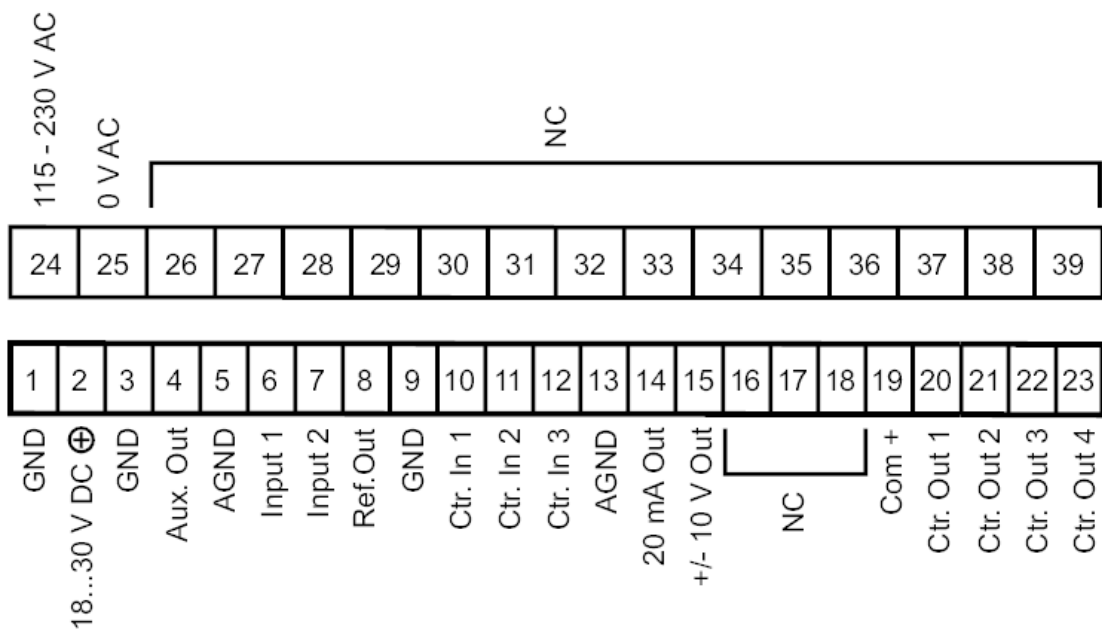 115 - 230 V AC
0 V AC
NC
24 25 26 27 28 29 30 31 32 33 34 35 36 37 38 39
1 2 3 4 5 6 7 8 9 10 11 12 13 14 15 16 17 18 19 20 21 22 23
GND
18...30 V DC ⊕
GND
Aux. Out
AGND
Input 1
Input 2
Ref.Out
GND
Ctr. In 1
Ctr. In 2
Ctr. In 3
AGND
20 mA Out
+/- 10 V Out
NC
Com +
Ctr. Out 1
Ctr. Out 2
Ctr. Out 3
Ctr. Out 4